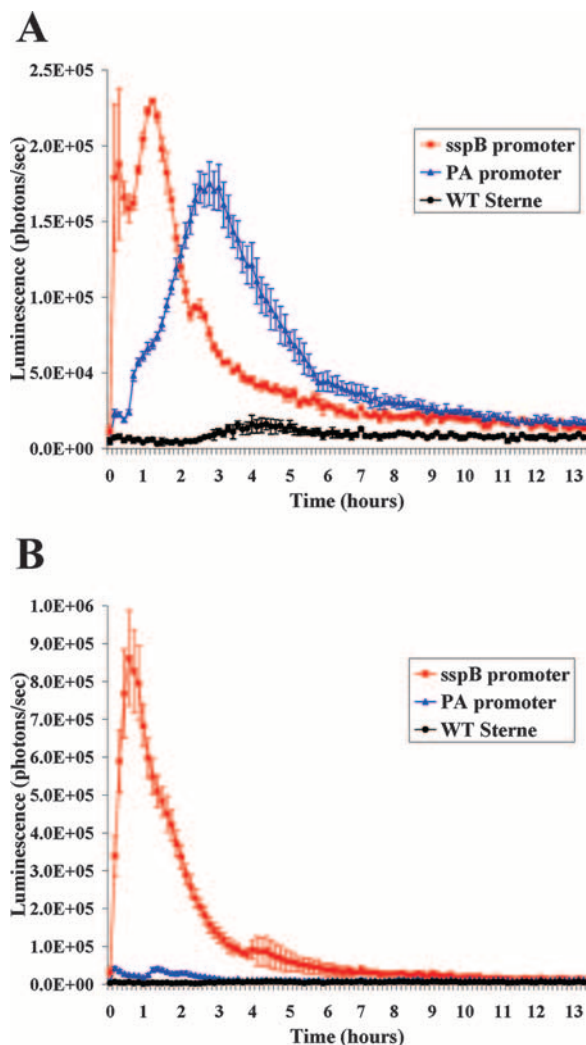 A
2.5E+05
2.0E+05
1.5E+05
1.0E+05
5.0E+04
0.0E+00
Luminescence (photons/sec)
sspB promoter
PA promoter
WT Sterne
0 1 2 3 4 5 6 7 8 9 10 11 12 13
Time (hours)
B
1.0E+06
9.0E+05
8.0E+05
7.0E+05
6.0E+05
5.0E+05
4.0E+05
3.0E+05
2.0E+05
1.0E+05
0.0E+00
Luminescence (photons/sec)
sspB promoter
PA promoter
WT Sterne
0 1 2 3 4 5 6 7 8 9 10 11 12 13
Time (hours)